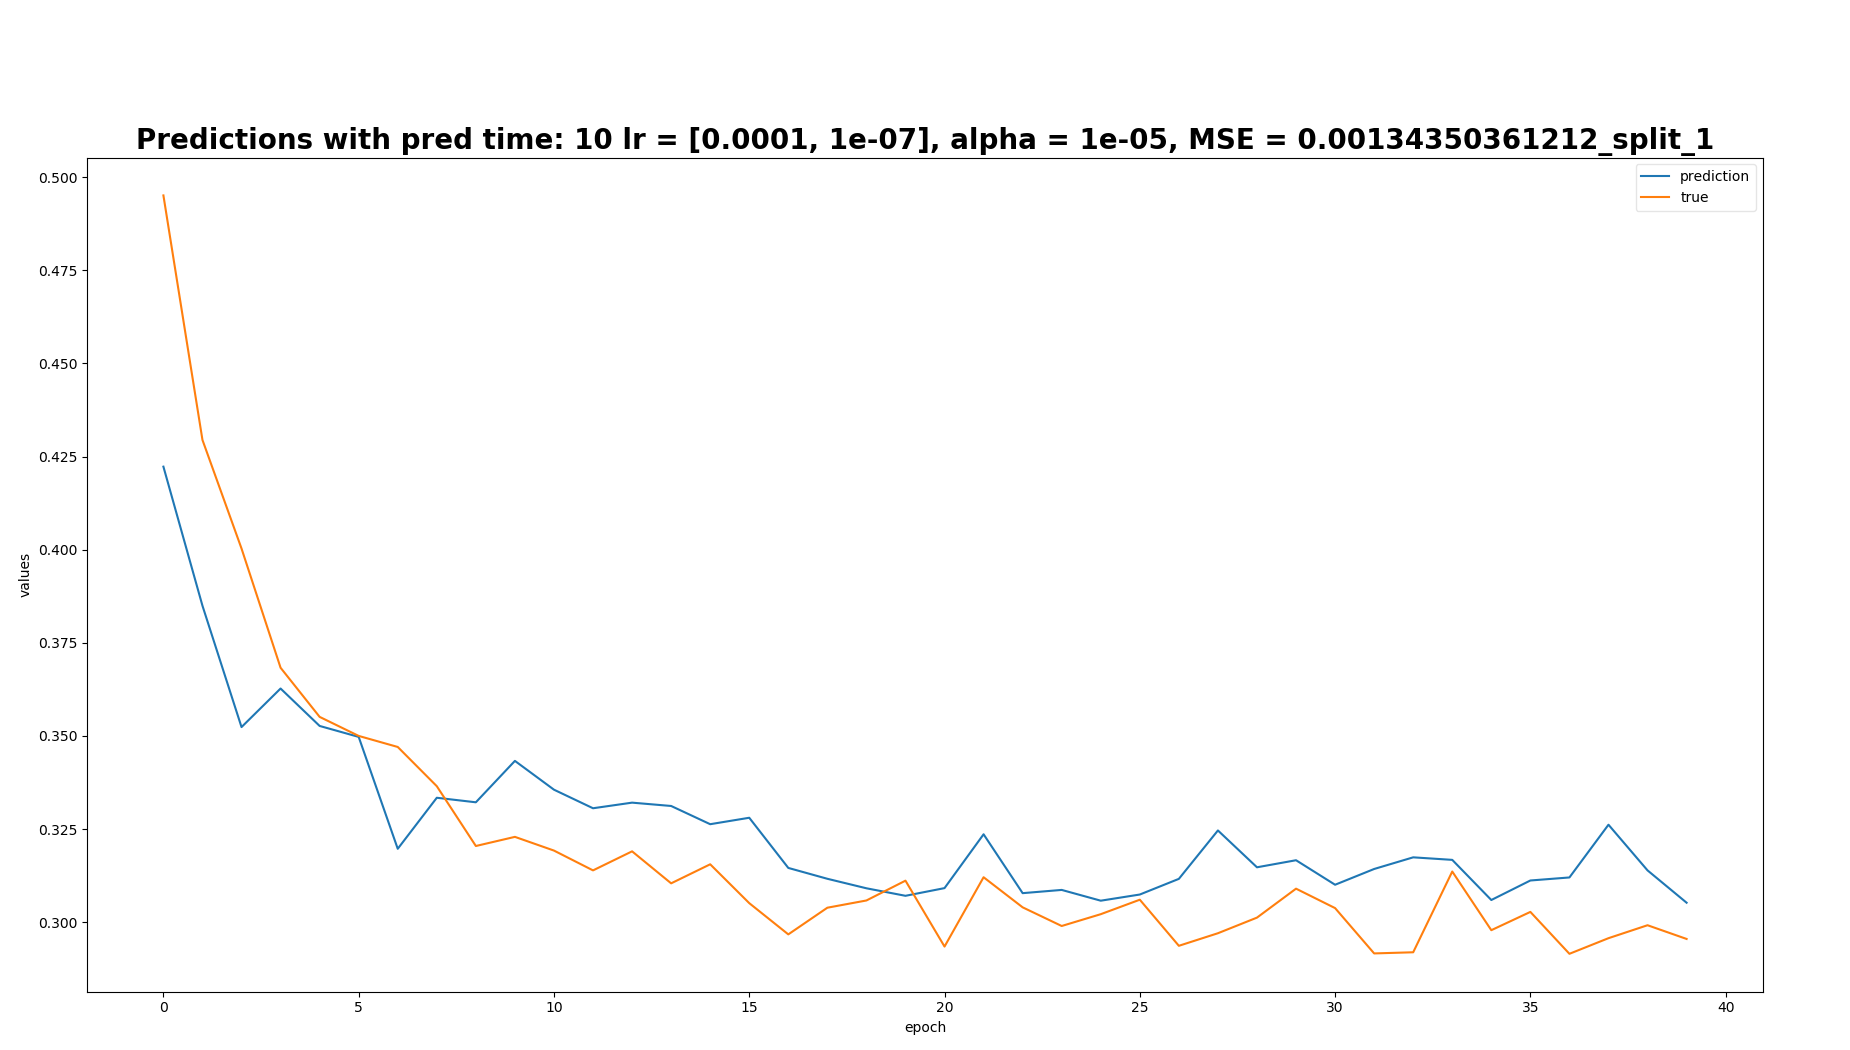 Predictions with pred time: 10 lr = [0.0001, 1e-07], alpha = 1e-05, MSE = 0.00134350361212_split_1
prediction
true
0.500
0.475
0.450
0.425
0.400
0.375
0.350
0.325
0.300
values
0 5 10 15 20 25 30 35 40
epoch